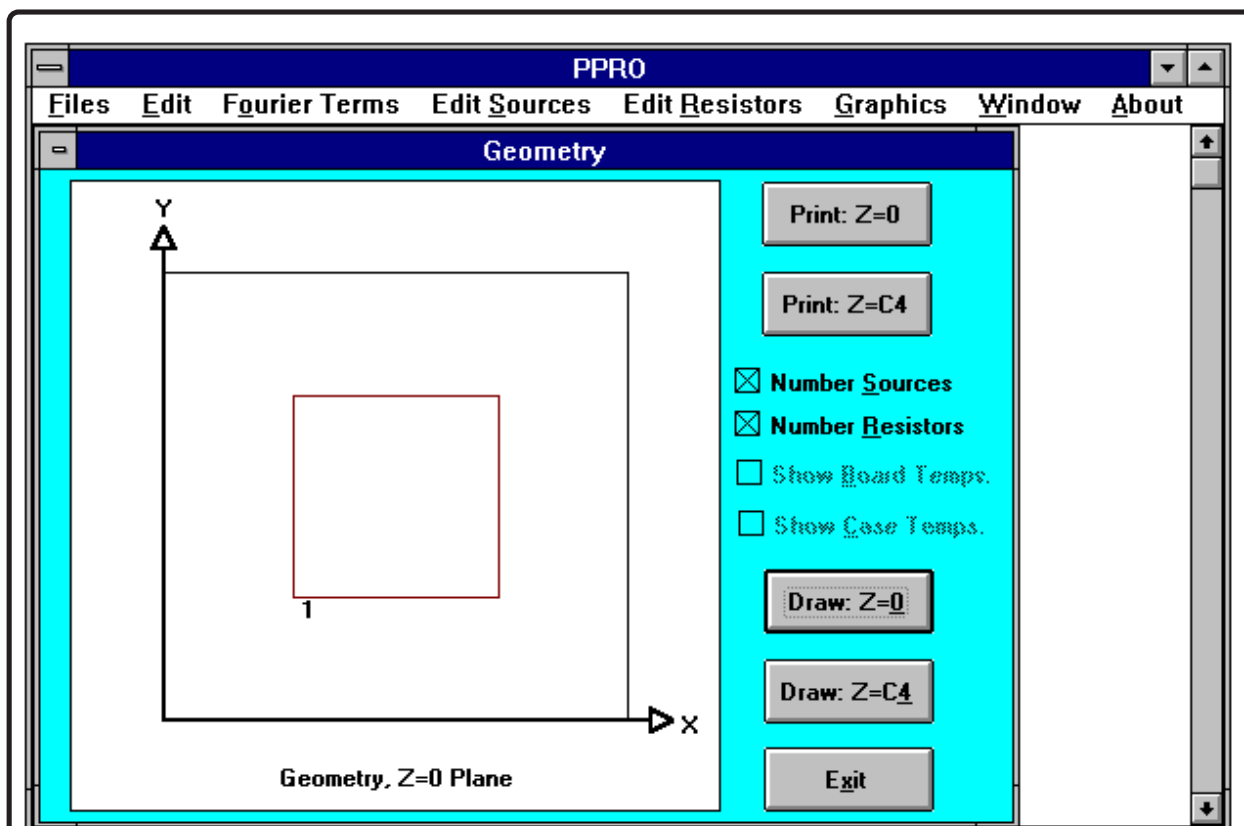 PPRO
Files Edit Fourier Terms Edit Sources Edit Resistors Graphics Window About
Geometry
Y
X
1
Geometry, Z=0 Plane
Print: Z=0
Print: Z=C4
Number Sources
Number Resistors
Show Board Temps.
Show Case Temps.
Draw: Z=0
Draw: Z=C4
Exit